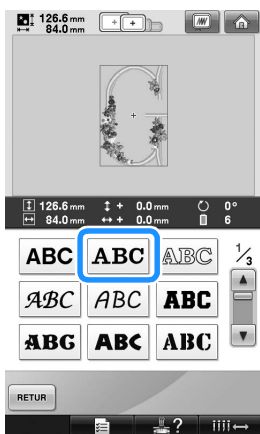 126.6 mm
84.0 mm
126.6 mm + 0.0 mm 0°
84.0 mm + 0.0 mm 6
ABC ABC ABC 1/3
ABC ABC ABC
ABC ABC ABC
RETUR
?